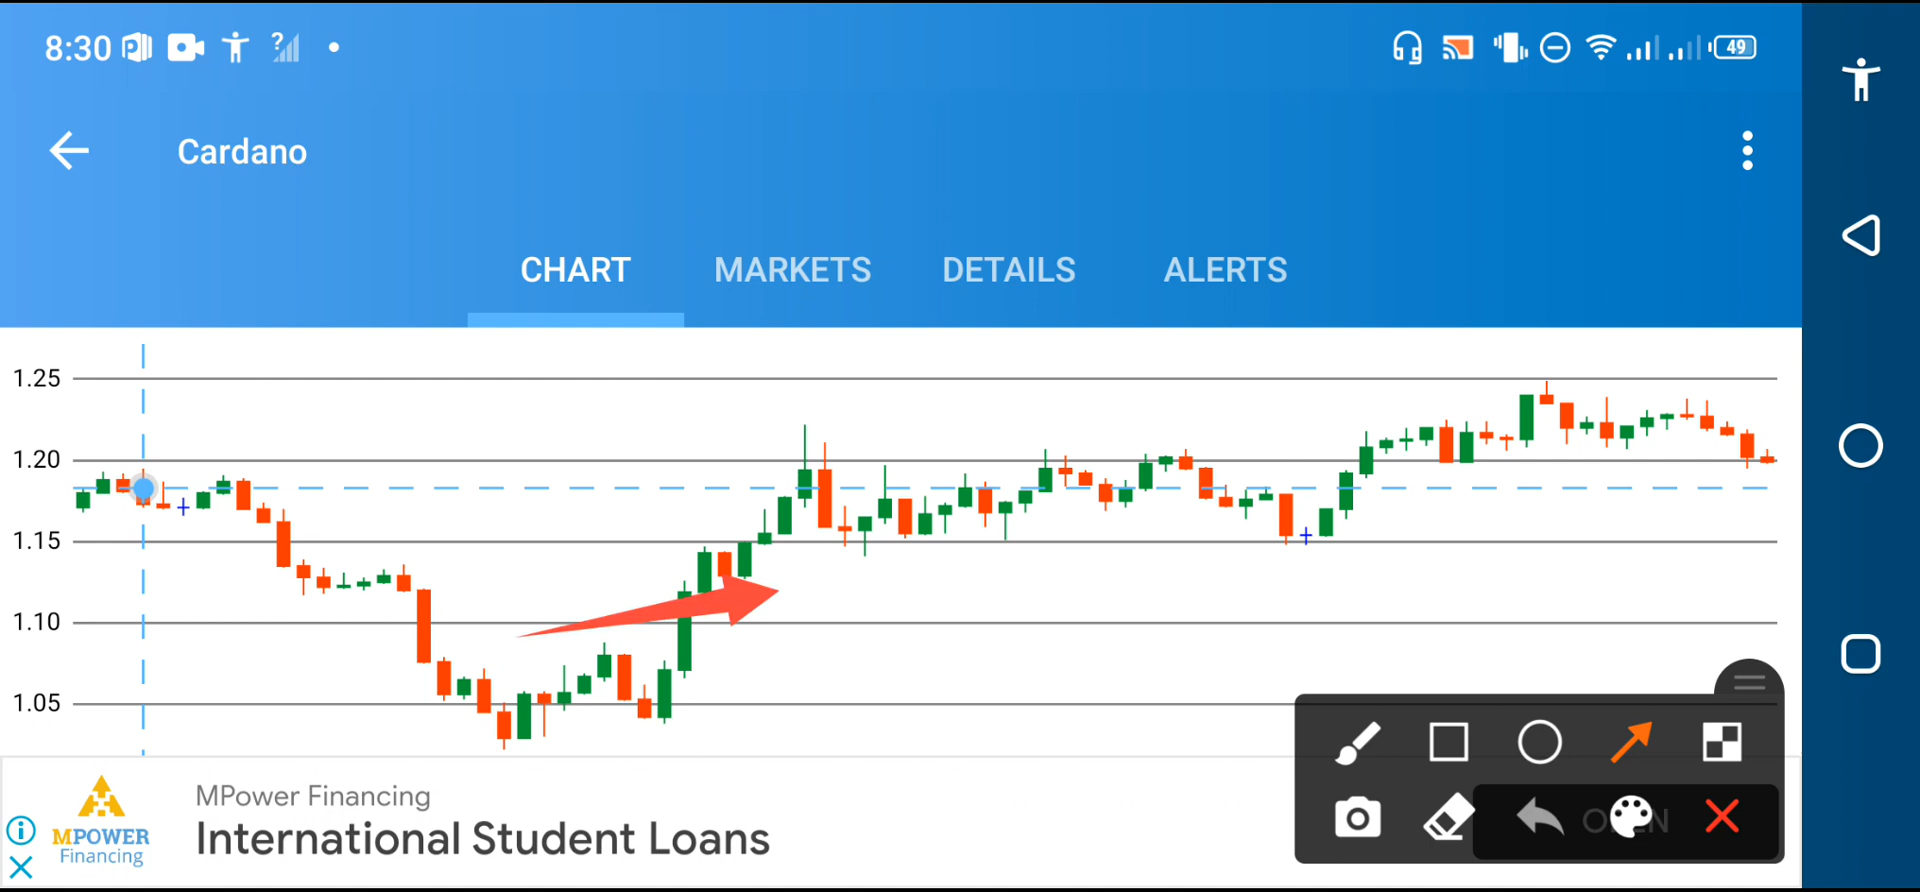 8:30
49
Cardano
CHART MARKETS DETAILS ALERTS
1.25
1.20
1.15
1.10
1.05
MPower Financing
International Student Loans
MPOWER
Financing